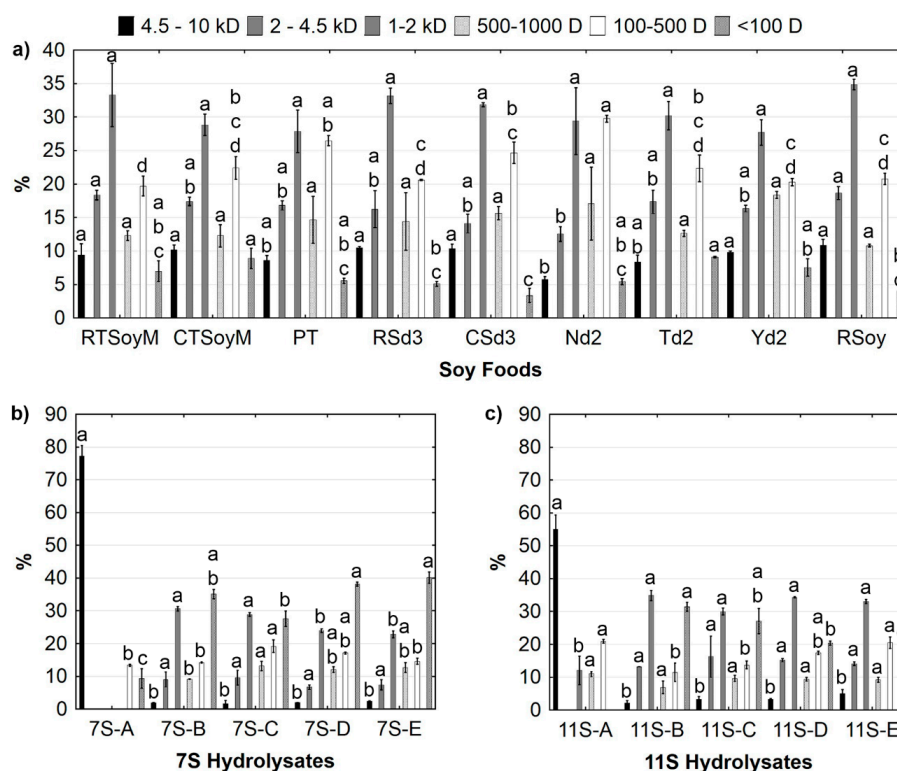 4.5 - 10 kD 2 - 4.5 kD 1-2 kD 500-1000 D 100-500 D <100 D
a)
40
35
30
25
20
15
10
5
0
%
a a a a d a b c
a a b a a b c d a
a b a b a a a b a b c
a a b a a c d b c
a a b a a b c c
b b a a a b c
a b a b a a b c d a
a a b a a c d a b
a a a a c d b
RTSoyM CTSoyM PT RSd3 CSd3 Nd2 Td2 Yd2 RSoy
Soy Foods
b)
90
80
70
60
50
40
30
20
10
0
%
a b c
b a a b b a b
b a a a a b
b a b a a b a
b a b a b b a
7S-A 7S-B 7S-C 7S-D 7S-E
7S Hydrolysates
c)
90
80
70
60
50
40
30
20
10
0
%
a b a a
b a a a b a
b a a a b a b
b a a a a b b
b a a a a
11S-A 11S-B 11S-C 11S-D 11S-E
11S Hydrolysates